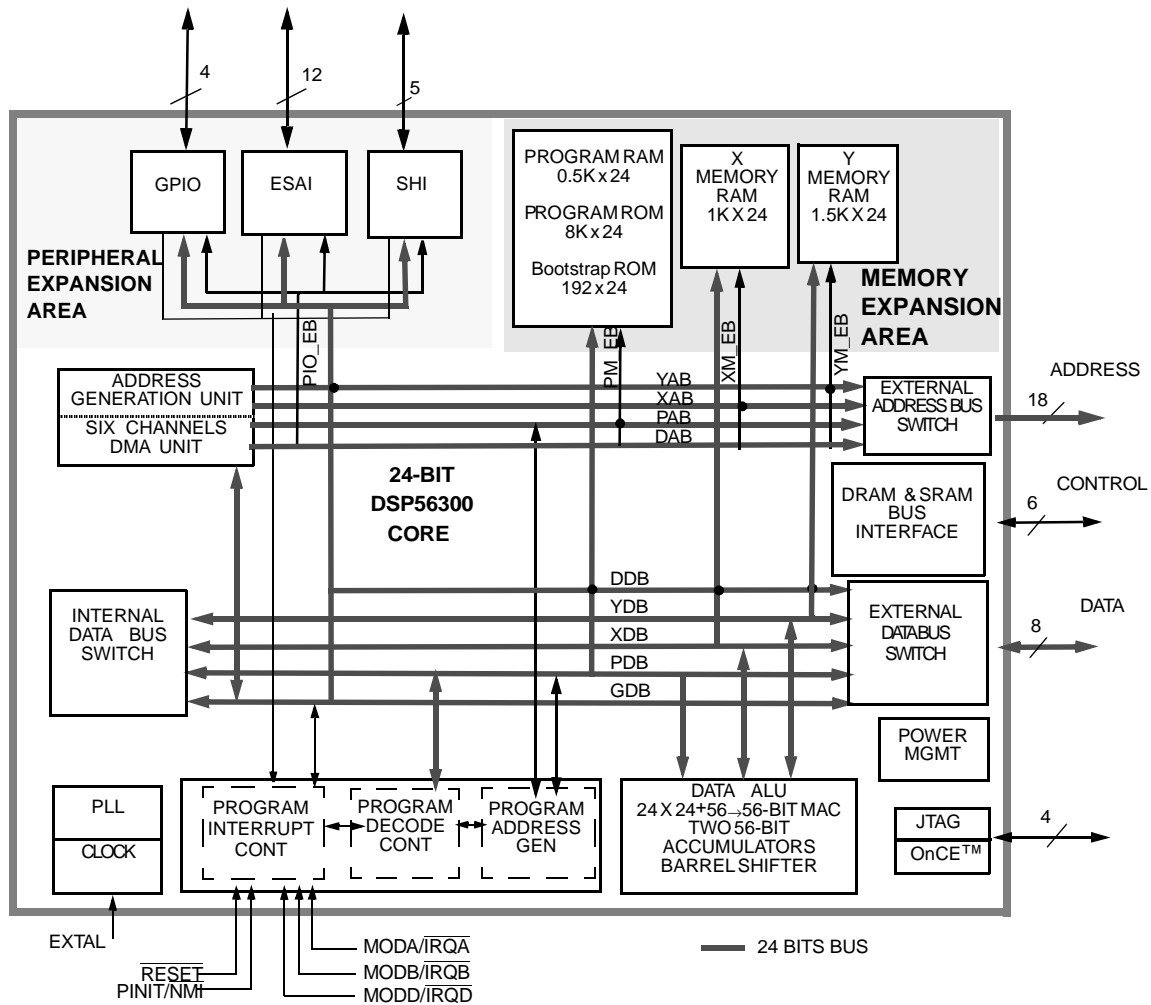 4
12
5
GPIO
ESAI
SHI
PERIPHERAL
EXPANSION
AREA
PROGRAM RAM
0.5K x 24
PROGRAM ROM
8K x 24
Bootstrap ROM
192 x 24
X
MEMORY
RAM
1K X 24
Y
MEMORY
RAM
1.5K X 24
MEMORY
EXPANSION
AREA
PIO_EB
PM_EB
XM_EB
YM_EB
ADDRESS
GENERATION UNIT
SIX CHANNELS
DMA UNIT
YAB
XAB
PAB
DAB
EXTERNAL
ADDRESS BUS
SWITCH
ADDRESS
18
24-BIT
DSP56300
CORE
DRAM & SRAM
BUS
INTERFACE
CONTROL
6
INTERNAL
DATA BUS
SWITCH
DDB
YDB
XDB
PDB
GDB
EXTERNAL
DATA BUS
SWITCH
DATA
8
POWER
MGMT
PLL
CLOCK
PROGRAM
INTERRUPT
CONT
PROGRAM
DECODE
CONT
PROGRAM
ADDRESS
GEN
DATA ALU
24 X 24+56→56-BIT MAC
TWO 56-BIT
ACCUMULATORS
BARREL SHIFTER
JTAG
OnCE™
4
EXTAL
RESET
PINIT/NMI
MODA/IRQA
MODB/IRQB
MODD/IRQD
24 BITS BUS